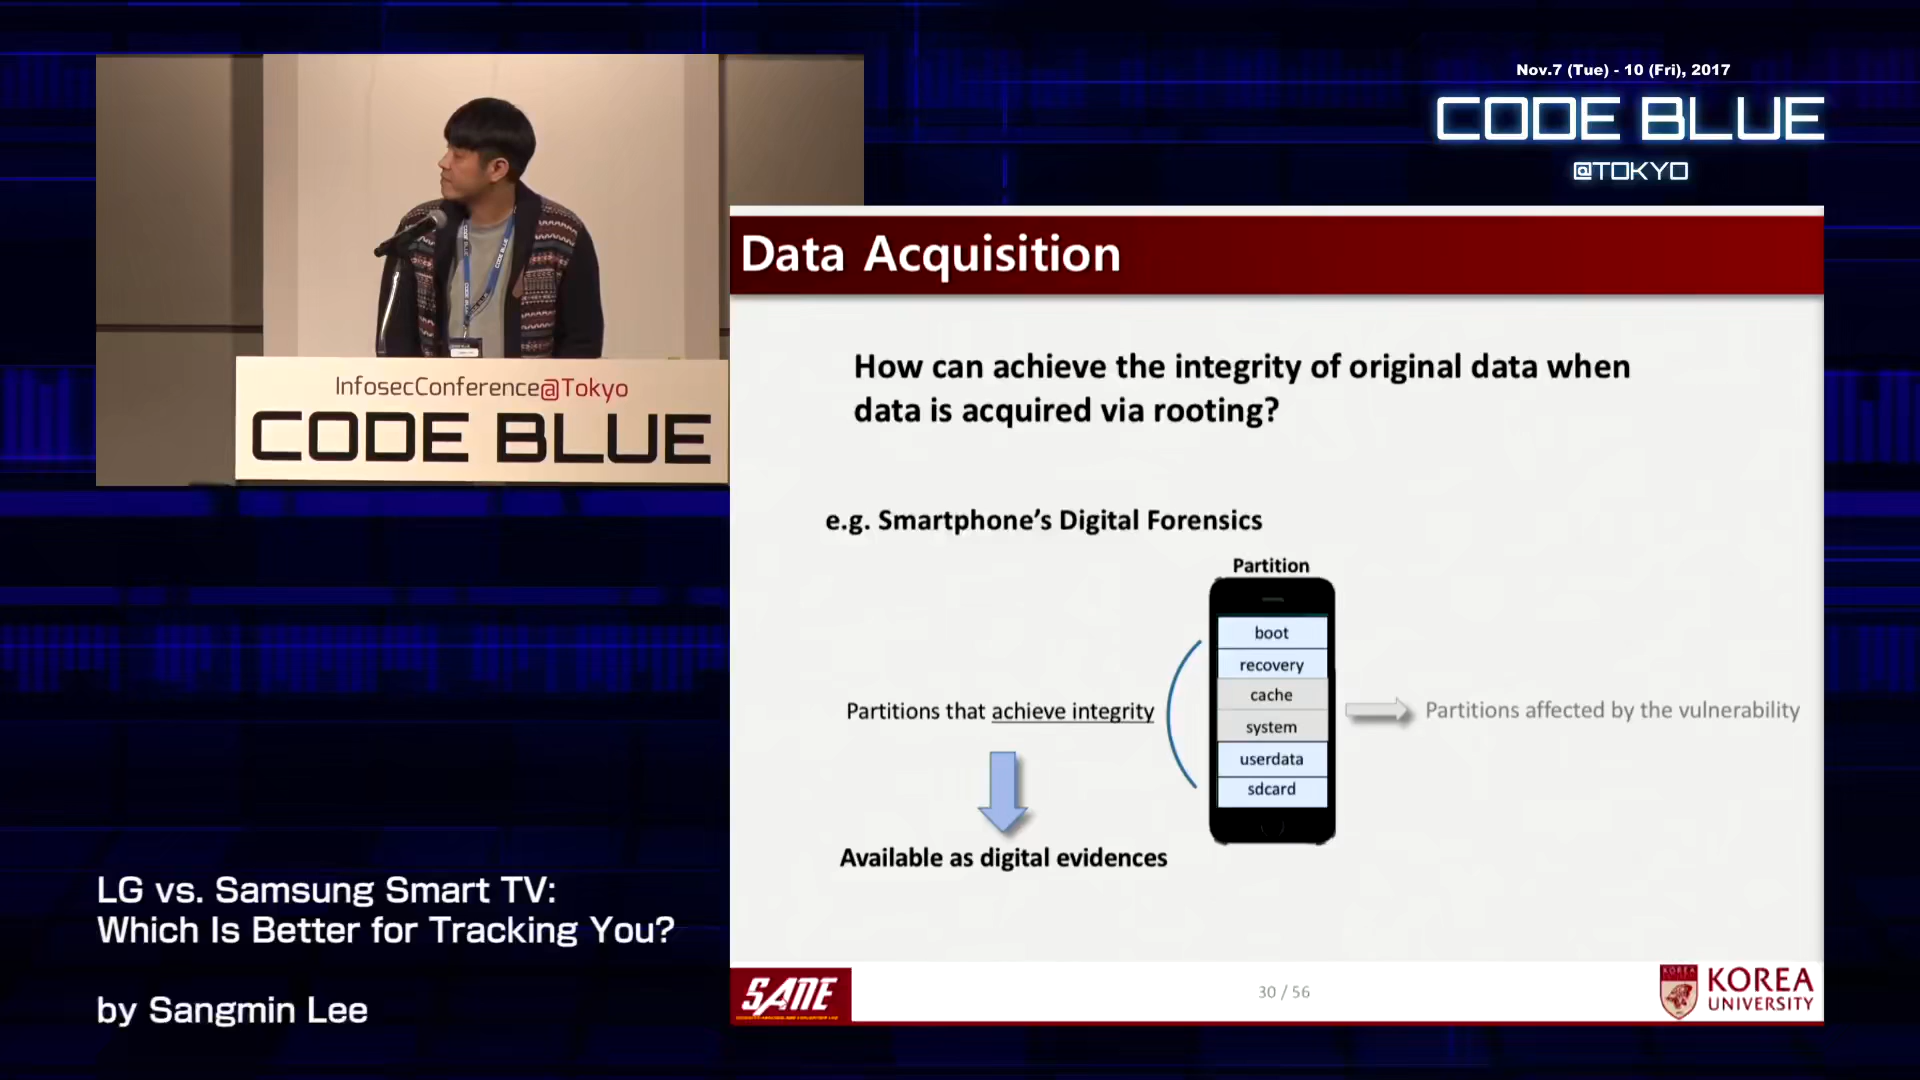 Nov.7 (Tue) - 10 (Fri), 2017
CODE BLUE
@TOKYO
InfosecConference@Tokyo
CODE BLUE
Data Acquisition
How can achieve the integrity of original data when
data is acquired via rooting?
e.g. Smartphone's Digital Forensics
Partition
boot
recovery
cache
system
userdata
sdcard
Partitions that achieve integrity
Partitions affected by the vulnerability
Available as digital evidences
LG vs. Samsung Smart TV:
Which Is Better for Tracking You?
by Sangmin Lee
SANE
30 / 56
KOREA
UNIVERSITY